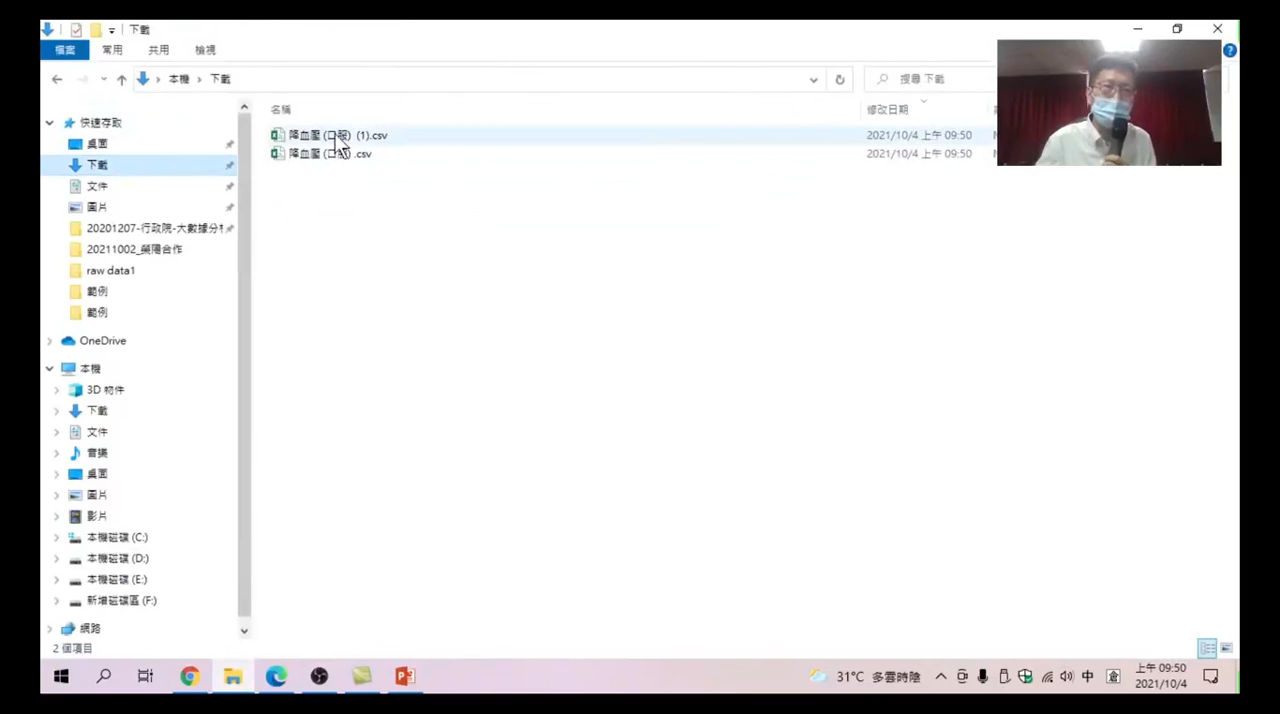 下載
檔案 常用 共用 檢視
本機 下載
搜尋 下載
名稱 修改日期
降血壓 (口服) (1).csv 2021/10/4 上午 09:50
降血壓 .csv 2021/10/4 上午 09:50
快速存取
桌面
下載
文件
圖片
20201207-行政院-大數據分
20211002_榮陽合作
raw data1
範例
範例
OneDrive
本機
3D 物件
下載
文件
音樂
桌面
圖片
影片
本機磁碟 (C:)
本機磁碟 (D:)
本機磁碟 (E:)
新增磁碟區 (F:)
網路
2 個項目
31°C 多雲時陰 中 倉 上午 09:50
2021/10/4